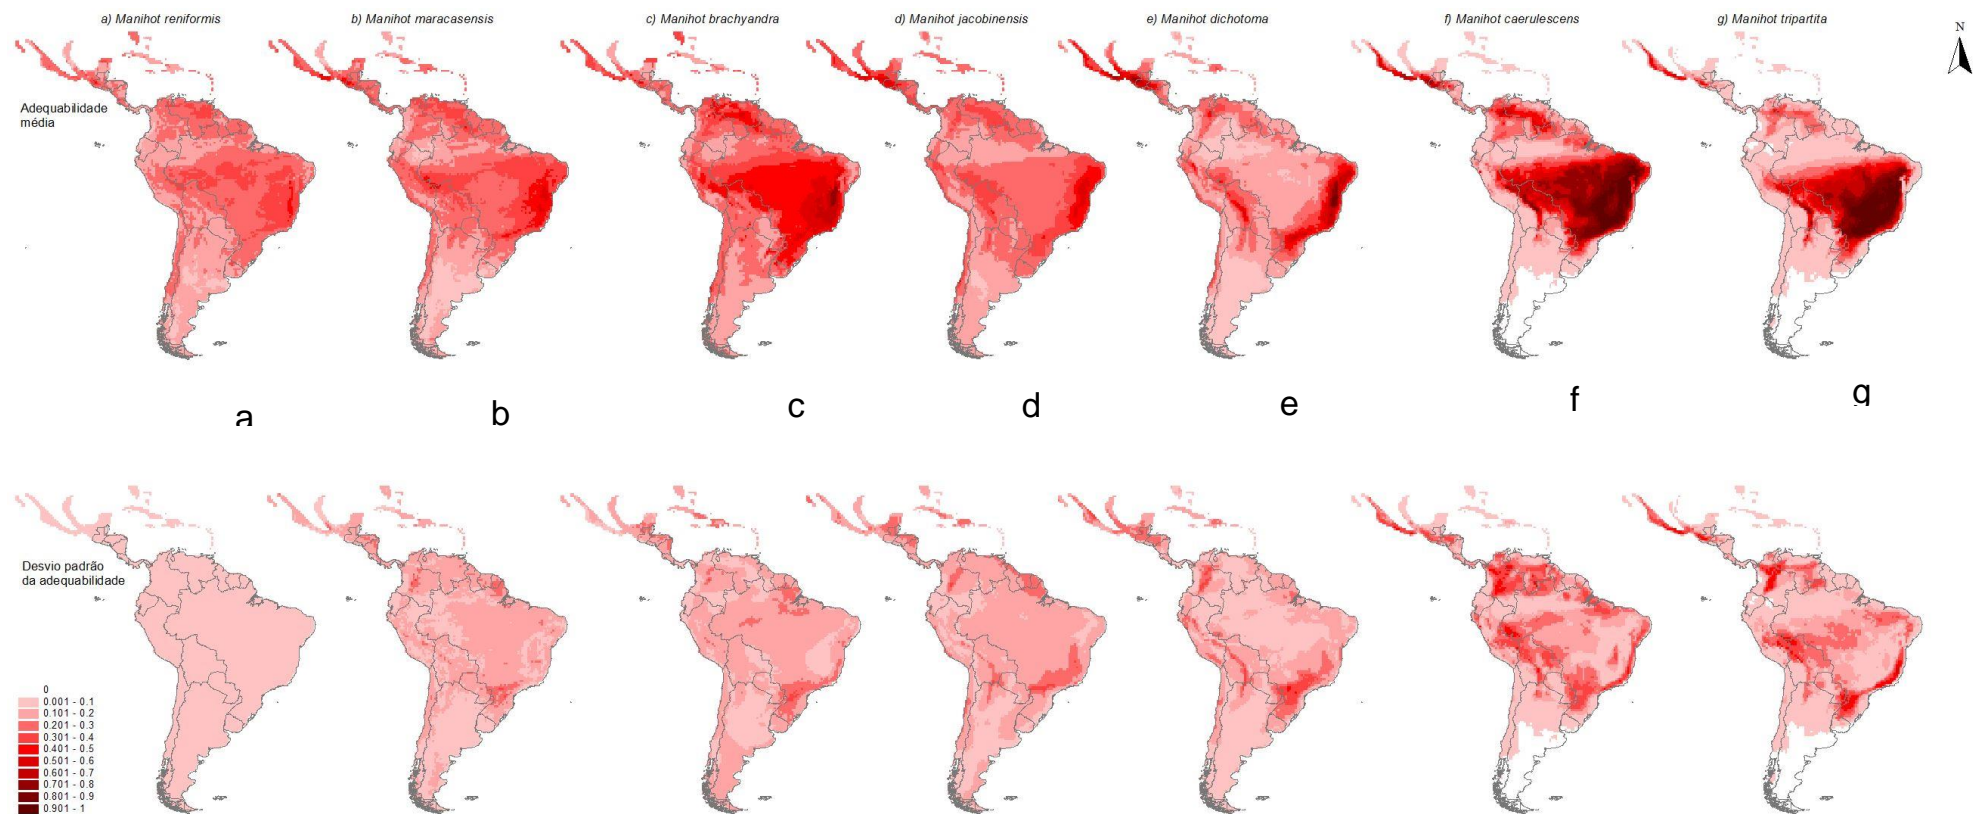 a) Manihot reniformis
b) Manihot maracasensis
c) Manihot brachyandra
d) Manihot jacobinensis
e) Manihot dichotoma
f) Manihot caerulescens
g) Manihot tripartita
N
Adequabilidade
média
a
b
c
d
e
f
g
Desvio padrão
da adequabilidade
0
0.001 - 0.1
0.101 - 0.2
0.201 - 0.3
0.301 - 0.4
0.401 - 0.5
0.501 - 0.6
0.601 - 0.7
0.701 - 0.8
0.801 - 0.9
0.901 - 1